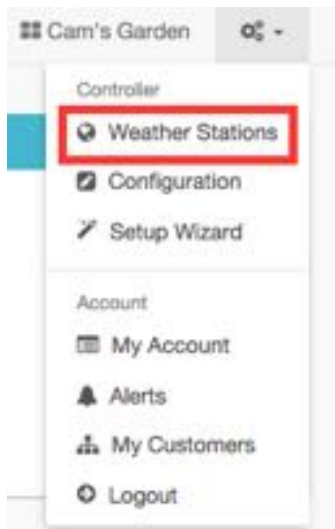 Cam's Garden
Controller
Weather Stations
Configuration
Setup Wizard
Account
My Account
Alerts
My Customers
Logout